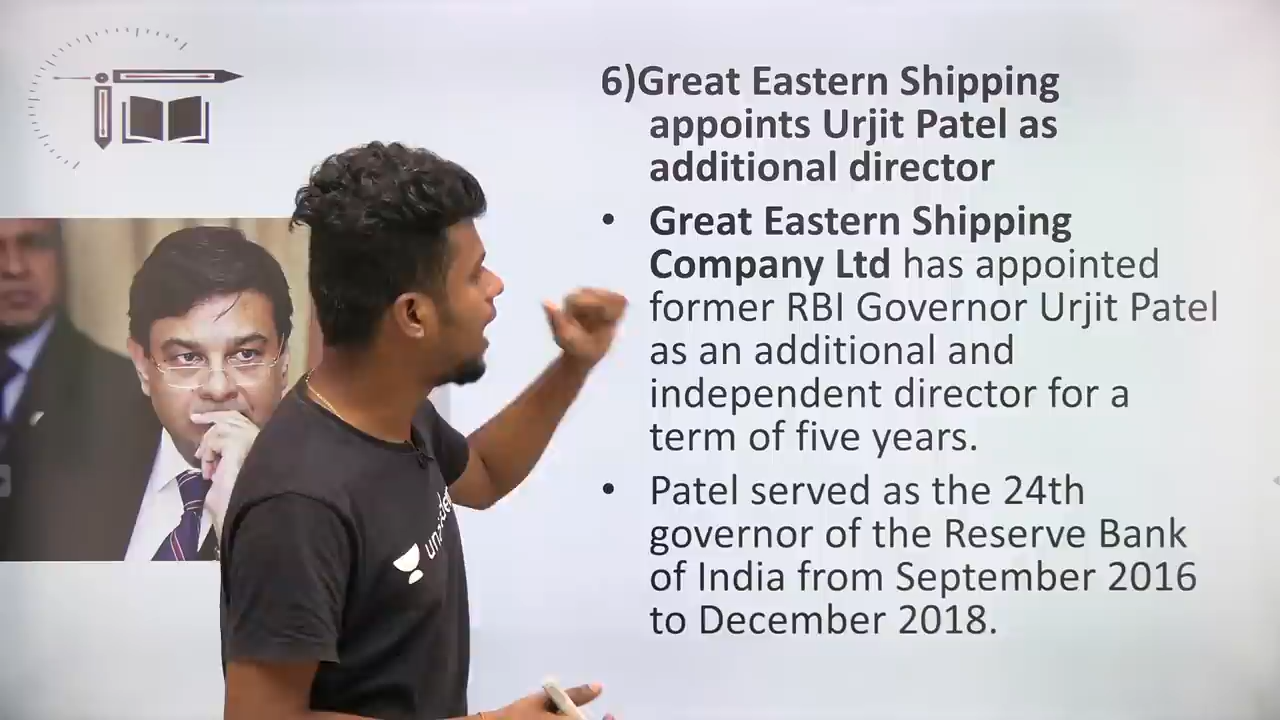 6)Great Eastern Shipping
appoints Urjit Patel as
additional director
• Great Eastern Shipping
Company Ltd has appointed
former RBI Governor Urjit Patel
as an additional and
independent director for a
term of five years.
• Patel served as the 24th
governor of the Reserve Bank
of India from September 2016
to December 2018.